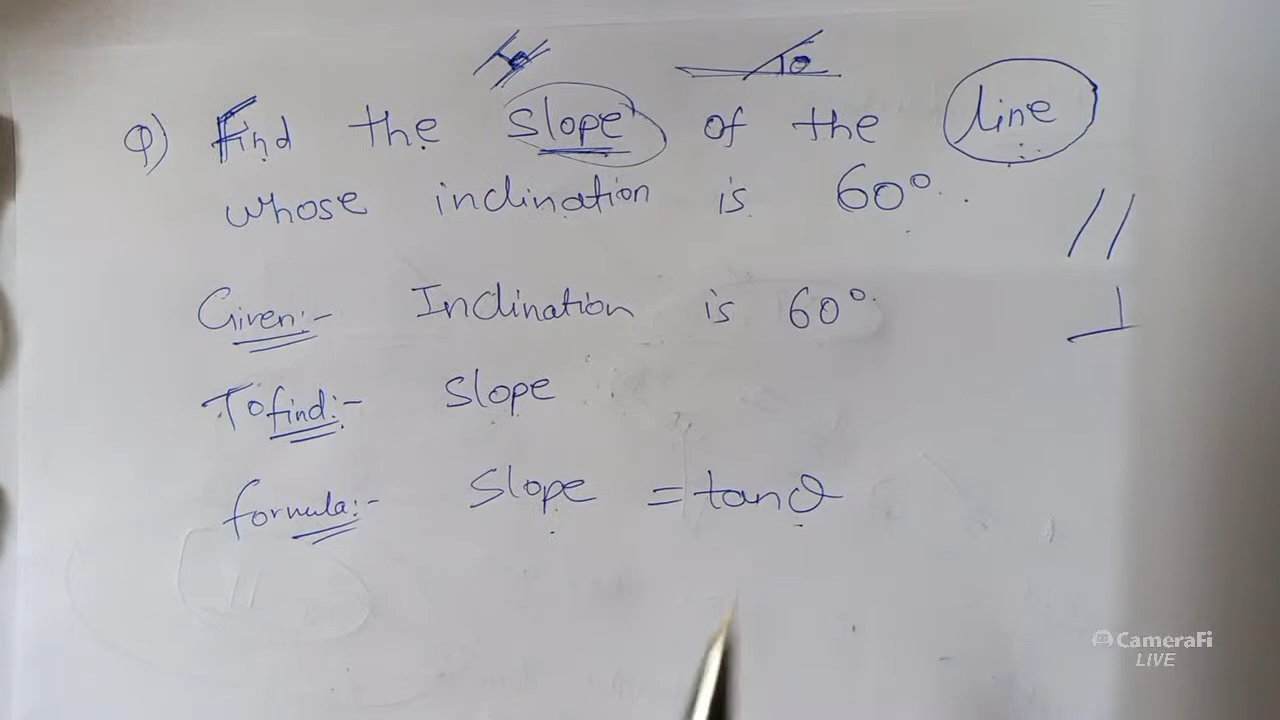 θ
Q) Find the slope of the line
whose inclination is 60°.
Given:- Inclination is 60°.
To find:- Slope
formula:- Slope = tanθ
CameraFi
LIVE